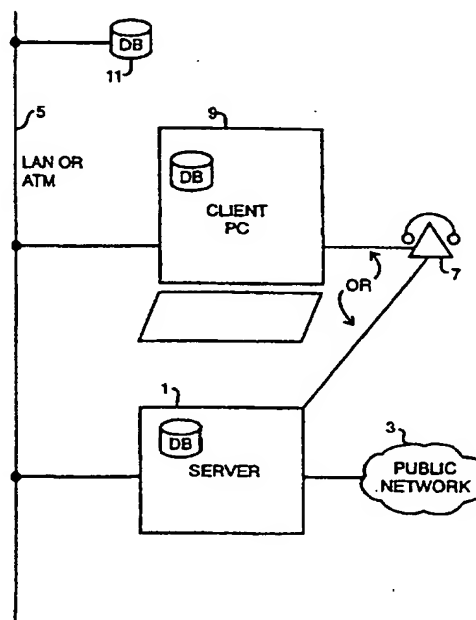 DB
11
5
9
LAN OR
ATM
DB
CLIENT
PC
7
OR
1
DB
SERVER
3
PUBLIC
NETWORK